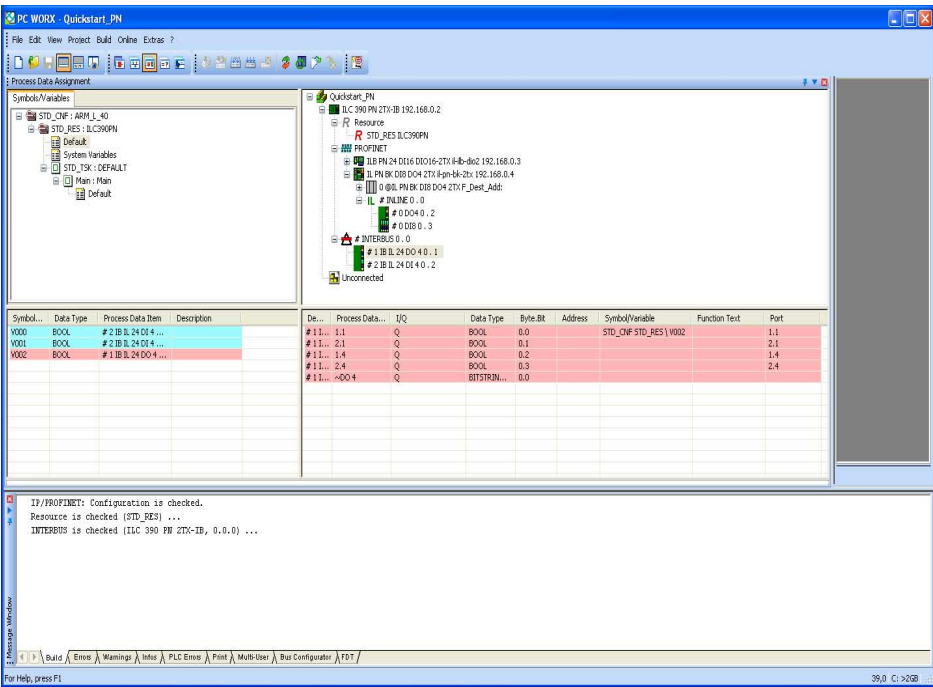 PC WORX - Quickstart_PN
File Edit View Project Build Online Extras ?
Process Data Assignment
Symbols/Variables
STD_CNF : ARM_L_40
STD_RES : ILC390PN
Default
System Variables
STD_TSK : DEFAULT
Main : Main
Default
Quickstart_PN
ILC 390 PN 2TX-IB 192.168.0.2
R Resource
R STD_RES ILC390PN
PROFINET
ILB PN 24 DI16 DIO16-2TX il-ilb-dio2 192.168.0.3
IL PN BK DI8 DO4 2TX il-pn-bk-2tx 192.168.0.4
0 @IL PN BK DI8 DO4 2TX F_Dest_Add:
IL # INLINE 0 . 0
# 0 DO4 0 . 2
# 0 DI8 0 . 3
# INTERBUS 0 . 0
# 1 IB IL 24 DO 4 0 . 1
# 2 IB IL 24 DI 4 0 . 2
Unconnected
Symbol... Data Type Process Data Item Description
V000 BOOL # 2 IB IL 24 DI 4 ...
V001 BOOL # 2 IB IL 24 DI 4 ...
V002 BOOL # 1 IB IL 24 DO 4 ...
De... Process Data... I/Q Data Type Byte.Bit Address Symbol/Variable Function Text Port
# 1 I... 1.1 Q BOOL 0.0 STD_CNF STD_RES \ V002 1.1
# 1 I... 2.1 Q BOOL 0.1 2.1
# 1 I... 1.4 Q BOOL 0.2 1.4
# 1 I... 2.4 Q BOOL 0.3 2.4
# 1 I... ~DO 4 Q BITSTRIN... 0.0
IP/PROFINET: Configuration is checked.
Resource is checked (STD_RES) ...
INTERBUS is checked (ILC 390 PN 2TX-IB, 0.0.0) ...
Message Window
Build Errors Warnings Infos PLC Errors Print Multi-User Bus Configurator FDT
For Help, press F1
39,0 C: >2GB